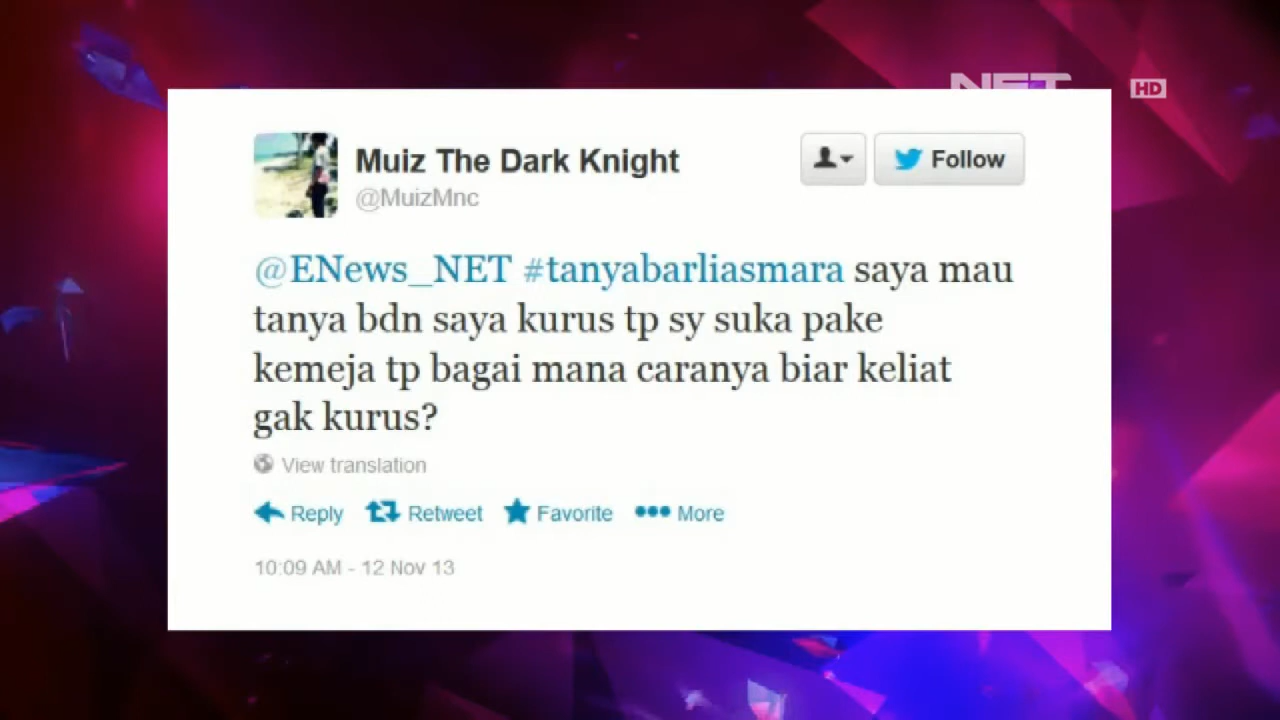 NET
HD
Muiz The Dark Knight
@MuizMnc
Follow
@ENews_NET #tanyabarliasmara saya mau
tanya bdn saya kurus tp sy suka pake
kemeja tp bagai mana caranya biar keliat
gak kurus?
View translation
Reply Retweet Favorite More
10:09 AM - 12 Nov 13